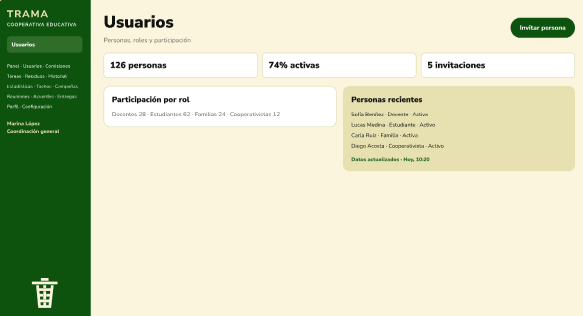 TRAMA
COOPERATIVA EDUCATIVA
Usuarios
Panel · Usuarios · Comisiones
Tareas · Residuos · Material
Estadísticas · Tachos · Campañas
Reuniones · Acuerdos · Entregas
Perfil · Configuración
Marina López
Coordinación general
Usuarios
Personas, roles y participación
Invitar persona
126 personas
74% activas
5 invitaciones
Participación por rol
Docentes 28 · Estudiantes 62 · Familias 24 · Cooperativistas 12
Personas recientes
Sofía Benítez · Docente · Activa
Lucas Medina · Estudiante · Activo
Carla Ruiz · Familia · Activa
Diego Acosta · Cooperativista · Activo
Datos actualizados · Hoy, 10:20